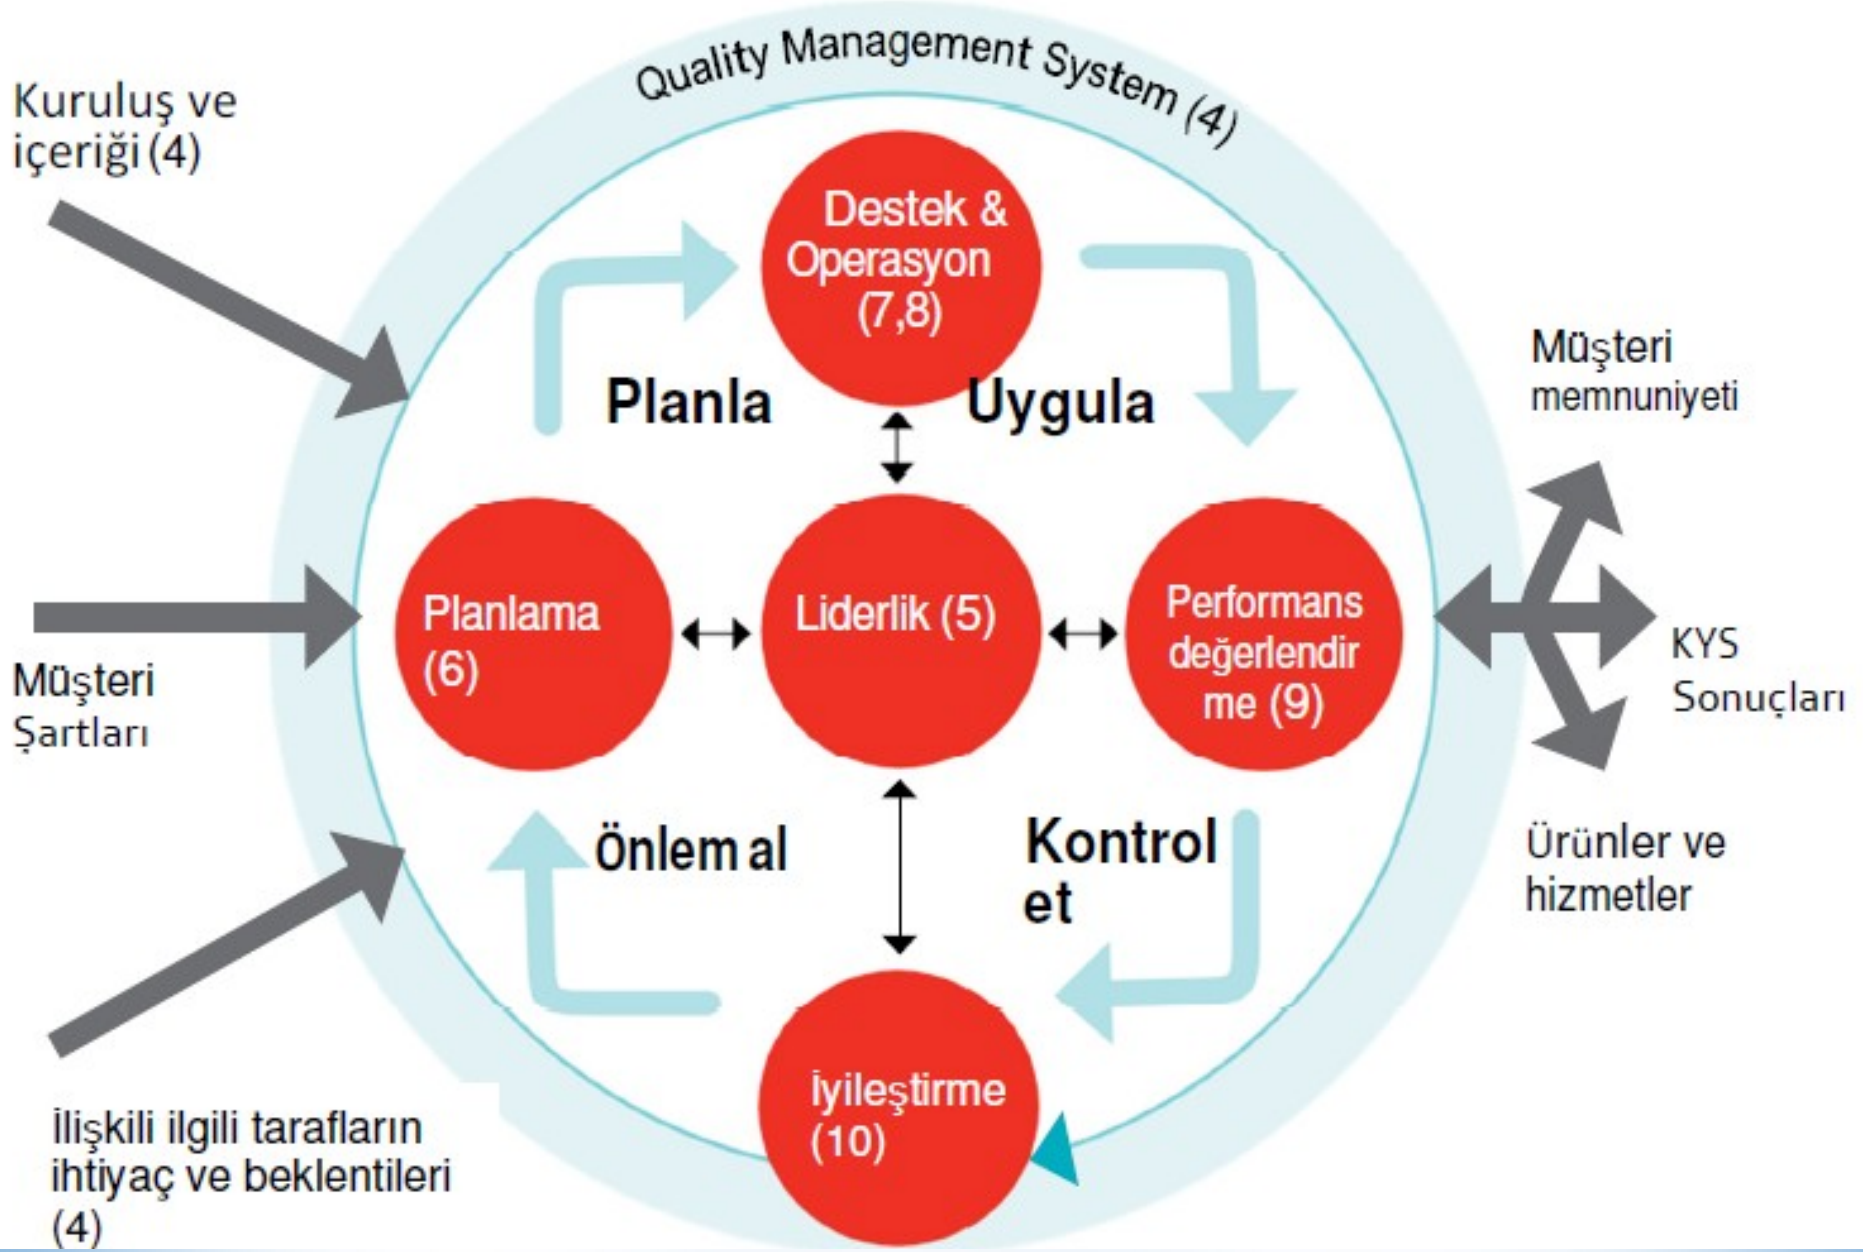 Quality Management System (4)
Kuruluş ve
içeriği (4)
Destek &
Operasyon
(7,8)
Planla
Uygula
Müşteri
memnuniyeti
Planlama
(6)
Liderlik (5)
Performans
değerlendir
me (9)
KYS
Sonuçları
Müşteri
Şartları
Önlem al
Kontrol
et
Ürünler ve
hizmetler
İyileştirme
(10)
İlişkili ilgili tarafların
ihtiyaç ve beklentileri
(4)